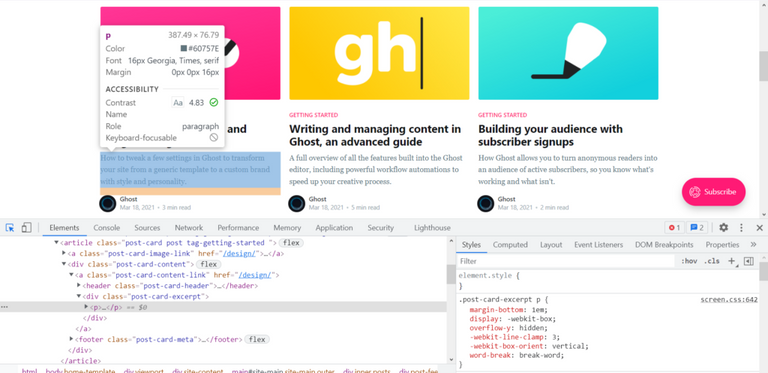 p 387.49 × 76.79
Color #60757E
Font 16px Georgia, Times, serif
Margin 0px 0px 16px
ACCESSIBILITY
Contrast Aa 4.83
Name
Role paragraph
Keyboard-focusable
gh
and
How to tweak a few settings in Ghost to transform
your site from a generic template to a custom brand
with style and personality.
Ghost
Mar 18, 2021 • 3 min read
GETTING STARTED
Writing and managing content in
Ghost, an advanced guide
A full overview of all the features built into the Ghost
editor, including powerful workflow automations to
speed up your creative process.
Ghost
Mar 18, 2021 • 5 min read
GETTING STARTED
Building your audience with
subscriber signups
How Ghost allows you to turn anonymous readers into
an audience of active subscribers, so you know what's
working and what isn't.
Ghost
Mar 18, 2021 • 2 min read
Subscribe
Elements Console Sources Network Performance Memory Application Security Lighthouse
1 2
<article class="post-card post tag-getting-started "> flex
<a class="post-card-image-link" href="/design/">…</a>
<div class="post-card-content"> flex
<a class="post-card-content-link" href="/design/">
<header class="post-card-header">…</header>
<div class="post-card-excerpt">
… <p>…</p> == $0
</div>
</a>
<footer class="post-card-meta">…</footer> flex
</div>
</article>
html body.home-template div.viewport div.site-content main#site-main.site-main.outer div.inner.posts div.post-fee
Styles Computed Layout Event Listeners DOM Breakpoints Properties »
Filter :hov .cls +
element.style {
}
.post-card-excerpt p { screen.css:642
margin-bottom: 1em;
display: -webkit-box;
overflow-y: hidden;
-webkit-line-clamp: 3;
-webkit-box-orient: vertical;
word-break: break-word;
}